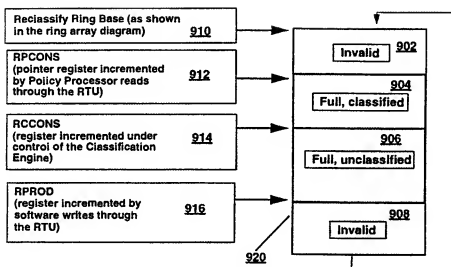 Reclassify Ring Base (as shown
in the ring array diagram) 910
RPCONS
(pointer register incremented
by Policy Processor reads 912
through the RTU)
RCCONS
(register incremented under 914
control of the Classification
Engine)
RPROD
(register incremented by 916
software writes through
the RTU)
902
Invalid
904
Full, classified
906
Full, unclassified
908
Invalid
920